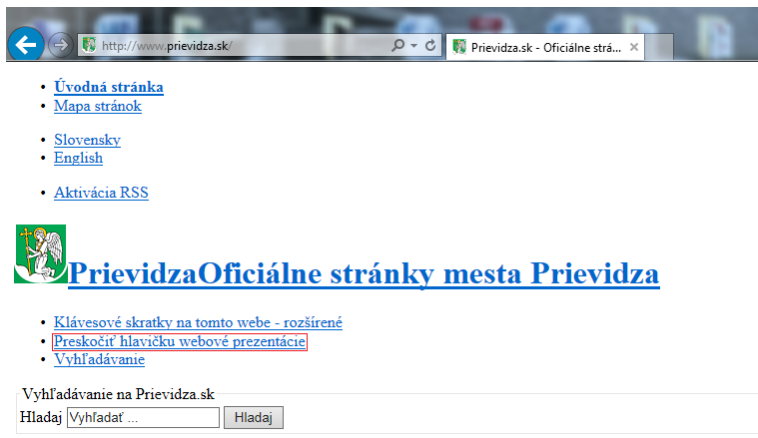 http://www.prievidza.sk/
Prievidza.sk - Oficiálne strá...
Úvodná stránka
Mapa stránok
Slovensky
English
Aktivácia RSS
PrievidzaOficiálne stránky mesta Prievidza
Klávesové skratky na tomto webe - rozšírené
Preskočiť hlavičku webové prezentácie
Vyhľadávanie
Vyhľadávanie na Prievidza.sk
Hladaj Vyhľadať ... Hladaj